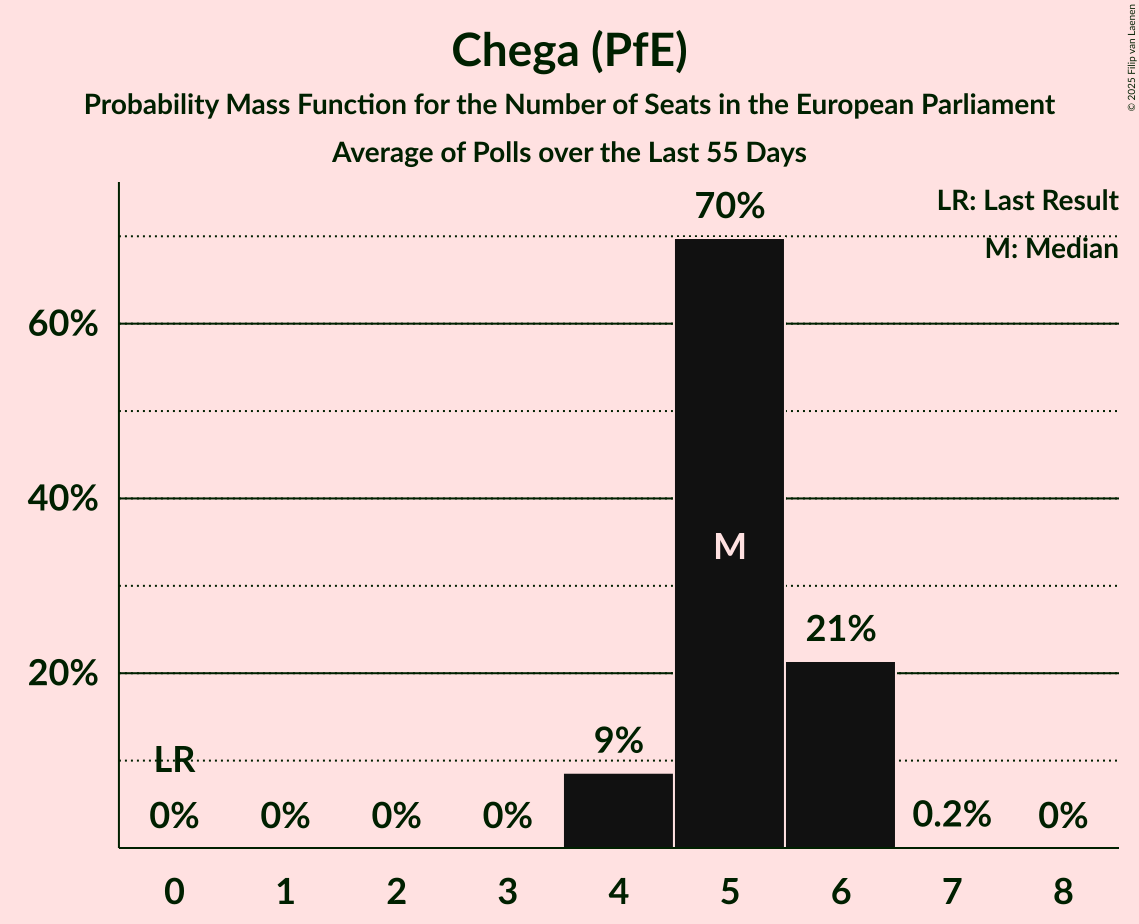 Chega (PfE)
Probability Mass Function for the Number of Seats in the European Parliament
Average of Polls over the Last 55 Days
© 2025 Filip van Laenen
LR: Last Result
M: Median
70%
60%
40%
M
21%
20%
9%
LR
0%
0%
0%
0%
0.2%
0%
0 1 2 3 4 5 6 7 8